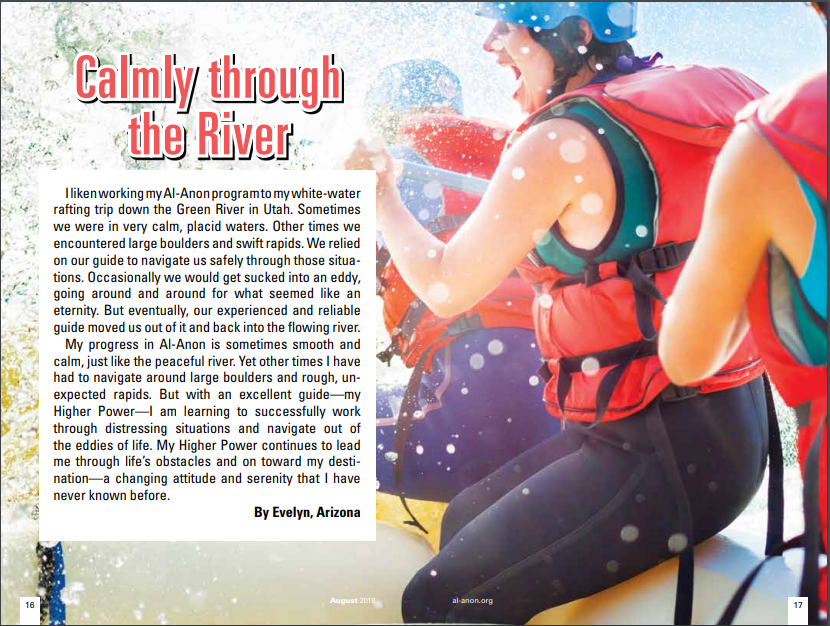 Calmly through
the River
I liken working my Al-Anon program to my white-water
rafting trip down the Green River in Utah. Sometimes
we were in very calm, placid waters. Other times we
encountered large boulders and swift rapids. We relied
on our guide to navigate us safely through those situa-
tions. Occasionally we would get sucked into an eddy,
going around and around for what seemed like an
eternity. But eventually, our experienced and reliable
guide moved us out of it and back into the flowing river.
My progress in Al-Anon is sometimes smooth and
calm, just like the peaceful river. Yet other times I have
had to navigate around large boulders and rough, un-
expected rapids. But with an excellent guide—my
Higher Power—I am learning to successfully work
through distressing situations and navigate out of
the eddies of life. My Higher Power continues to lead
me through life's obstacles and on toward my desti-
nation—a changing attitude and serenity that I have
never known before.
By Evelyn, Arizona
16
August
al-anon.org
17